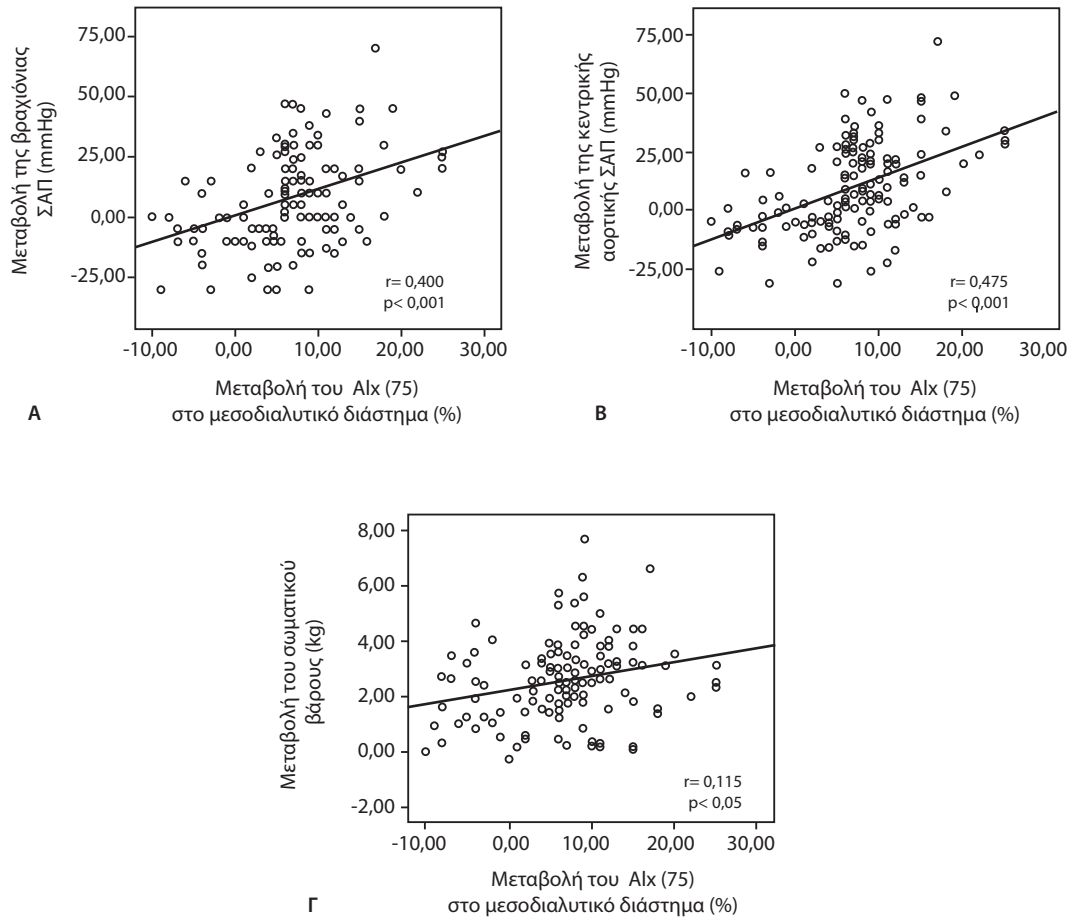 Μεταβολή της βραχιόνιας
ΣΑΠ (mmHg)
75,00
50,00
25,00
0,00
-25,00
r= 0,400
p< 0,001
-10,00 0,00 10,00 20,00 30,00
Μεταβολή του AIx (75)
στο μεσοδιαλυτικό διάστημα (%)
Α
Μεταβολή της κεντρικής
αορτικής ΣΑΠ (mmHg)
75,00
50,00
25,00
0,00
-25,00
r= 0,475
p< 0,001
-10,00 0,00 10,00 20,00 30,00
Μεταβολή του AIx (75)
στο μεσοδιαλυτικό διάστημα (%)
Β
Μεταβολή του σωματικού
βάρους (kg)
8,00
6,00
4,00
2,00
0,00
-2,00
r= 0,115
p< 0,05
-10,00 0,00 10,00 20,00 30,00
Μεταβολή του AIx (75)
στο μεσοδιαλυτικό διάστημα (%)
Γ